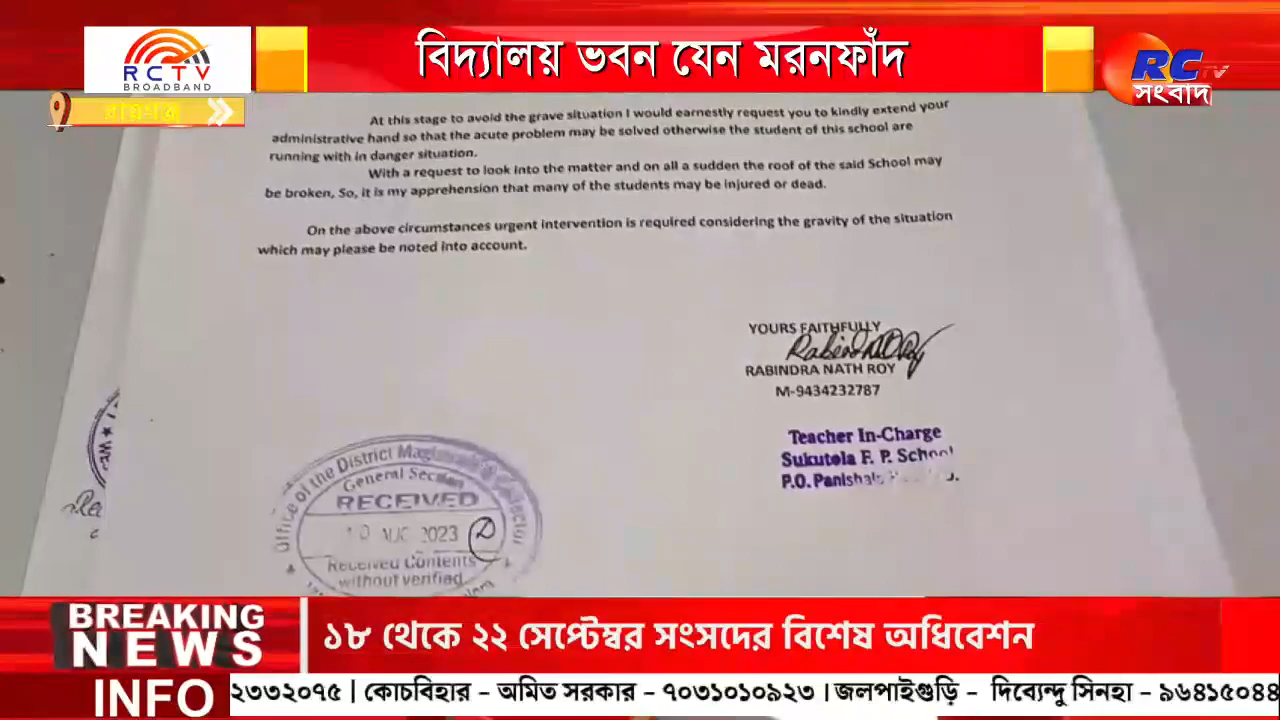 RCTV
BROADBAND
বিদ্যালয় ভবন যেন মরনফাঁদ
RCTV
সংবাদ
রায়গঞ্জ
At this stage to avoid the grave situation I would earnestly request you to kindly extend your
administrative hand so that the acute problem may be solved otherwise the student of this school are
running with in danger situation.
With a request to look into the matter and on all a sudden the roof of the said School may
be broken, So, it is my apprehension that many of the students may be injured or dead.
On the above circumstances urgent intervention is required considering the gravity of the situation
which may please be noted into account.
YOURS FAITHFULLY
RABINDRA NATH ROY
M-9434232787
Teacher In-Charge
Sukutola F. P. School
P.O.
Office of the District
General Section
RECEIVED
AUG 2023
Received Contents
without verified
BREAKING
NEWS
১৮ থেকে ২২ সেপ্টেম্বর সংসদের বিশেষ অধিবেশন
INFO
২৩৩২০৭৫ | কোচবিহার - অমিত সরকার - ৭০৩১০১০৯২৩ । জলপাইগুড়ি - দিব্যেন্দু সিনহা - ৯৬৪১৫০৪৪